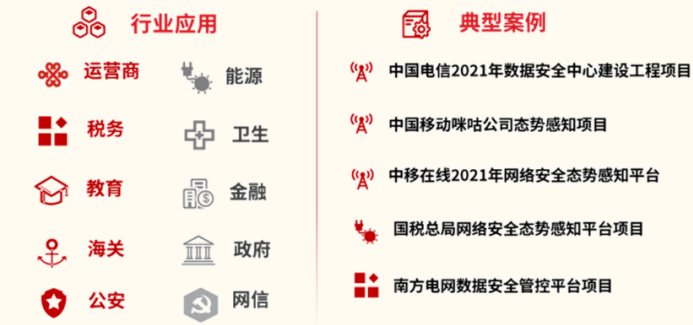 行业应用
运营商
能源
税务
卫生
教育
金融
海关
政府
公安
网信
典型案例
中国电信2021年数据安全中心建设工程项目
中国移动咪咕公司态势感知项目
中移在线2021年网络安全态势感知平台
国税总局网络安全态势感知平台项目
南方电网数据安全管控平台项目